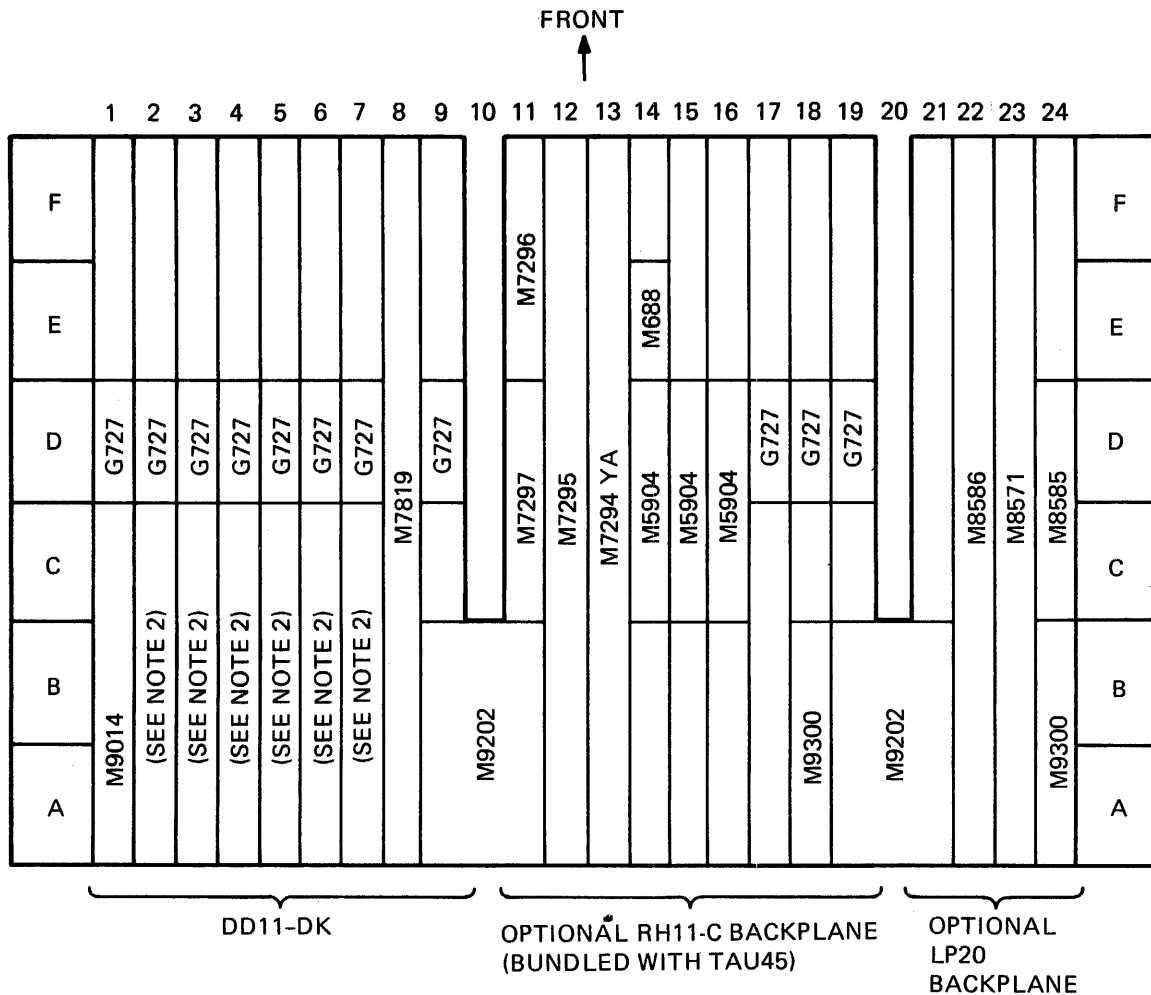 FRONT
1 2 3 4 5 6 7 8 9 10 11 12 13 14 15 16 17 18 19 20 21 22 23 24
F F
M7296
E E
M688
D D
G727 G727 G727 G727 G727 G727 G727 G727 G727 G727 G727
M7819 M7297 M7295 M7294 YA M5904 M5904 M5904 M8586 M8571 M8585
C C
(SEE NOTE 2) (SEE NOTE 2) (SEE NOTE 2) (SEE NOTE 2) (SEE NOTE 2) (SEE NOTE 2)
B B
M9014 M9202 M9300 M9202 M9300
A A
DD11-DK
OPTIONAL RH11-C BACKPLANE
(BUNDLED WITH TAU45)
OPTIONAL
LP20
BACKPLANE